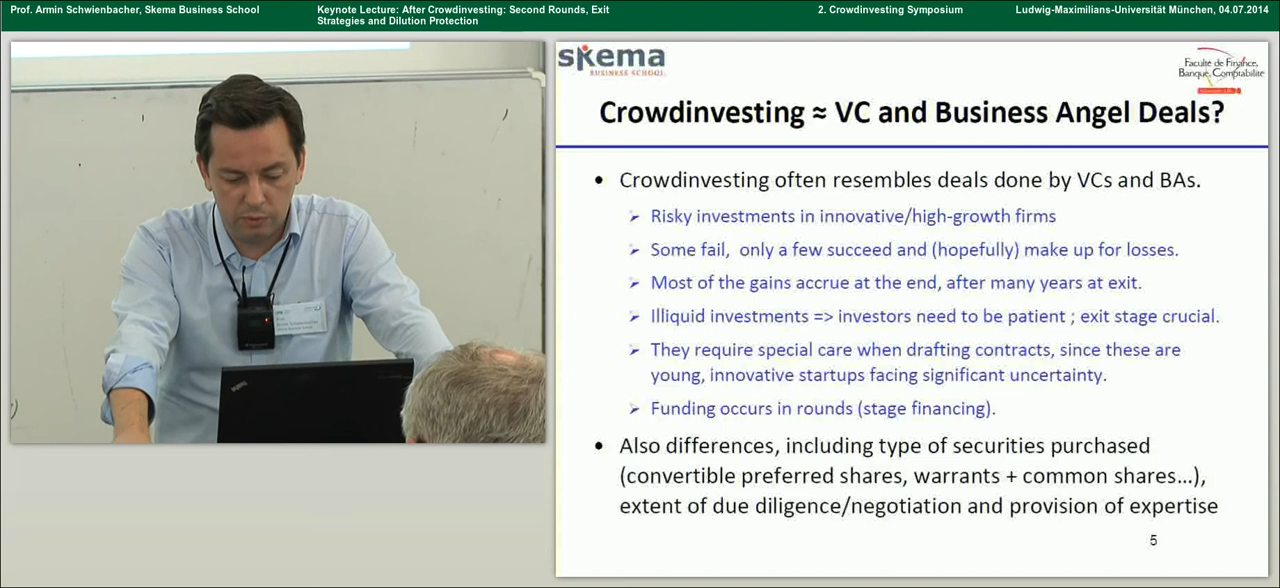 Prof. Armin Schwienbacher, Skema Business School
Keynote Lecture: After Crowdinvesting: Second Rounds, Exit
Strategies and Dilution Protection
2. Crowdinvesting Symposium
Ludwig-Maximilians-Universität München, 04.07.2014
skema
BUSINESS SCHOOL
Faculté de Finance,
Banque, Comptabilité
Crowdinvesting ≈ VC and Business Angel Deals?
• Crowdinvesting often resembles deals done by VCs and BAs.
➢ Risky investments in innovative/high-growth firms
➢ Some fail, only a few succeed and (hopefully) make up for losses.
➢ Most of the gains accrue at the end, after many years at exit.
➢ Illiquid investments => investors need to be patient ; exit stage crucial.
➢ They require special care when drafting contracts, since these are
young, innovative startups facing significant uncertainty.
➢ Funding occurs in rounds (stage financing).
• Also differences, including type of securities purchased
(convertible preferred shares, warrants + common shares...),
extent of due diligence/negotiation and provision of expertise
5